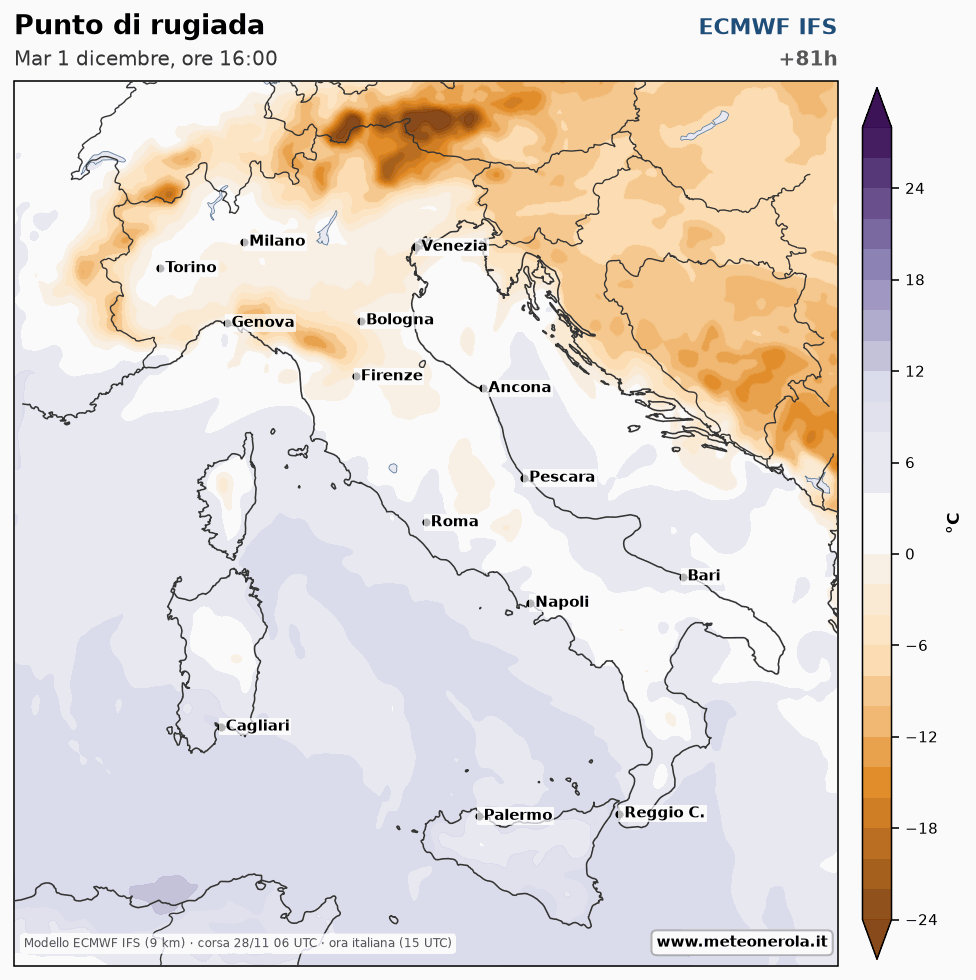 Punto di rugiada
ECMWF IFS
Mar 1 dicembre, ore 16:00
+81h
Milano
Venezia
Torino
Genova
Bologna
Firenze
Ancona
Pescara
Roma
Bari
Napoli
Cagliari
Palermo
Reggio C.
24
18
12
6
0
−6
−12
−18
−24
°C
Modello ECMWF IFS (9 km) · corsa 28/11 06 UTC · ora italiana (15 UTC)
www.meteonerola.it